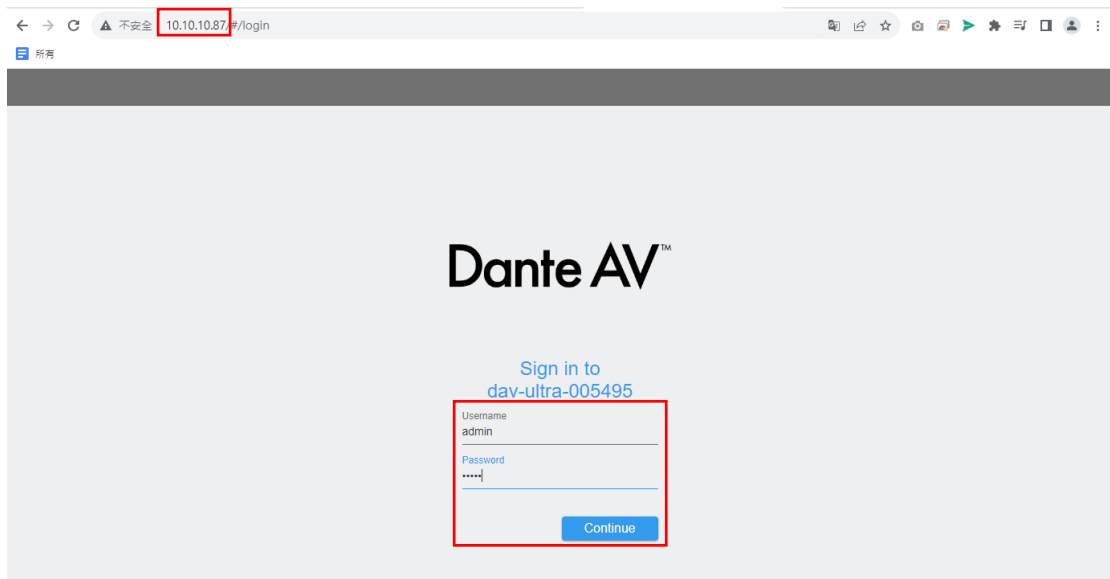 不安全 10.10.10.87/#/login
所有
Dante AV™
Sign in to
dav-ultra-005495
Username
admin
Password
•••••
Continue